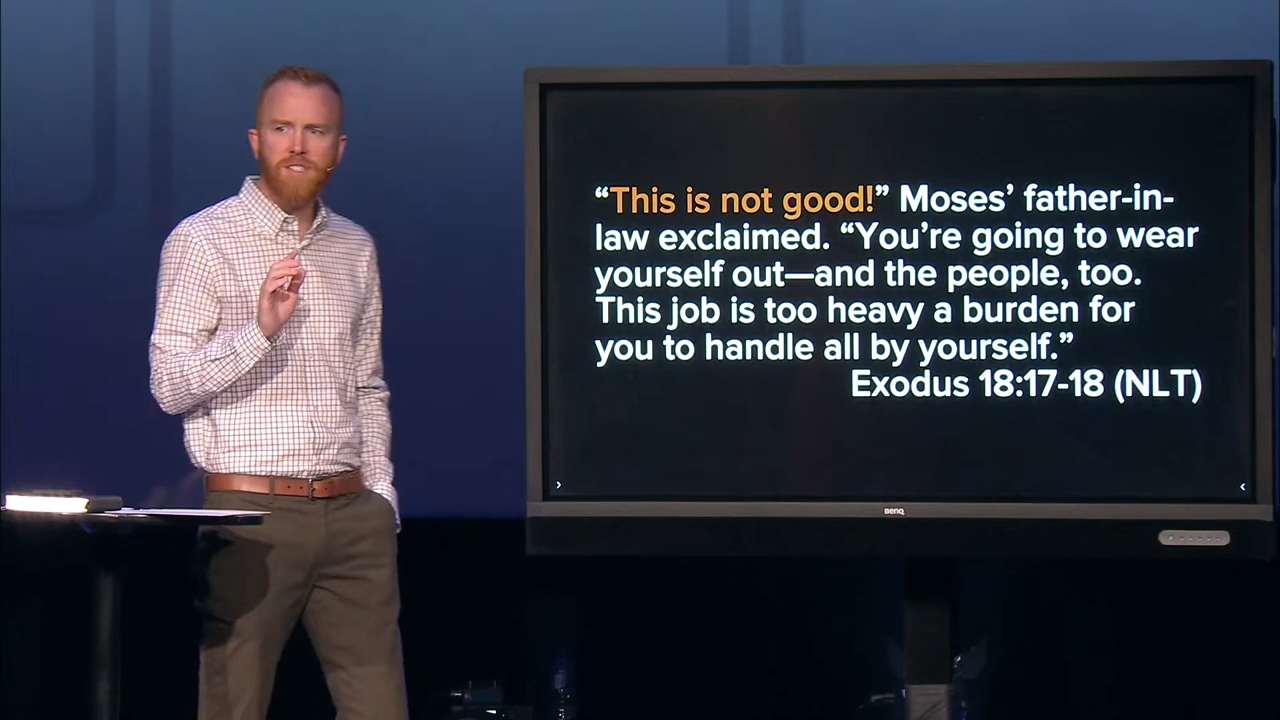 “This is not good!” Moses’ father-in-
law exclaimed. “You’re going to wear
yourself out—and the people, too.
This job is too heavy a burden for
you to handle all by yourself.”
Exodus 18:17-18 (NLT)
BenQ